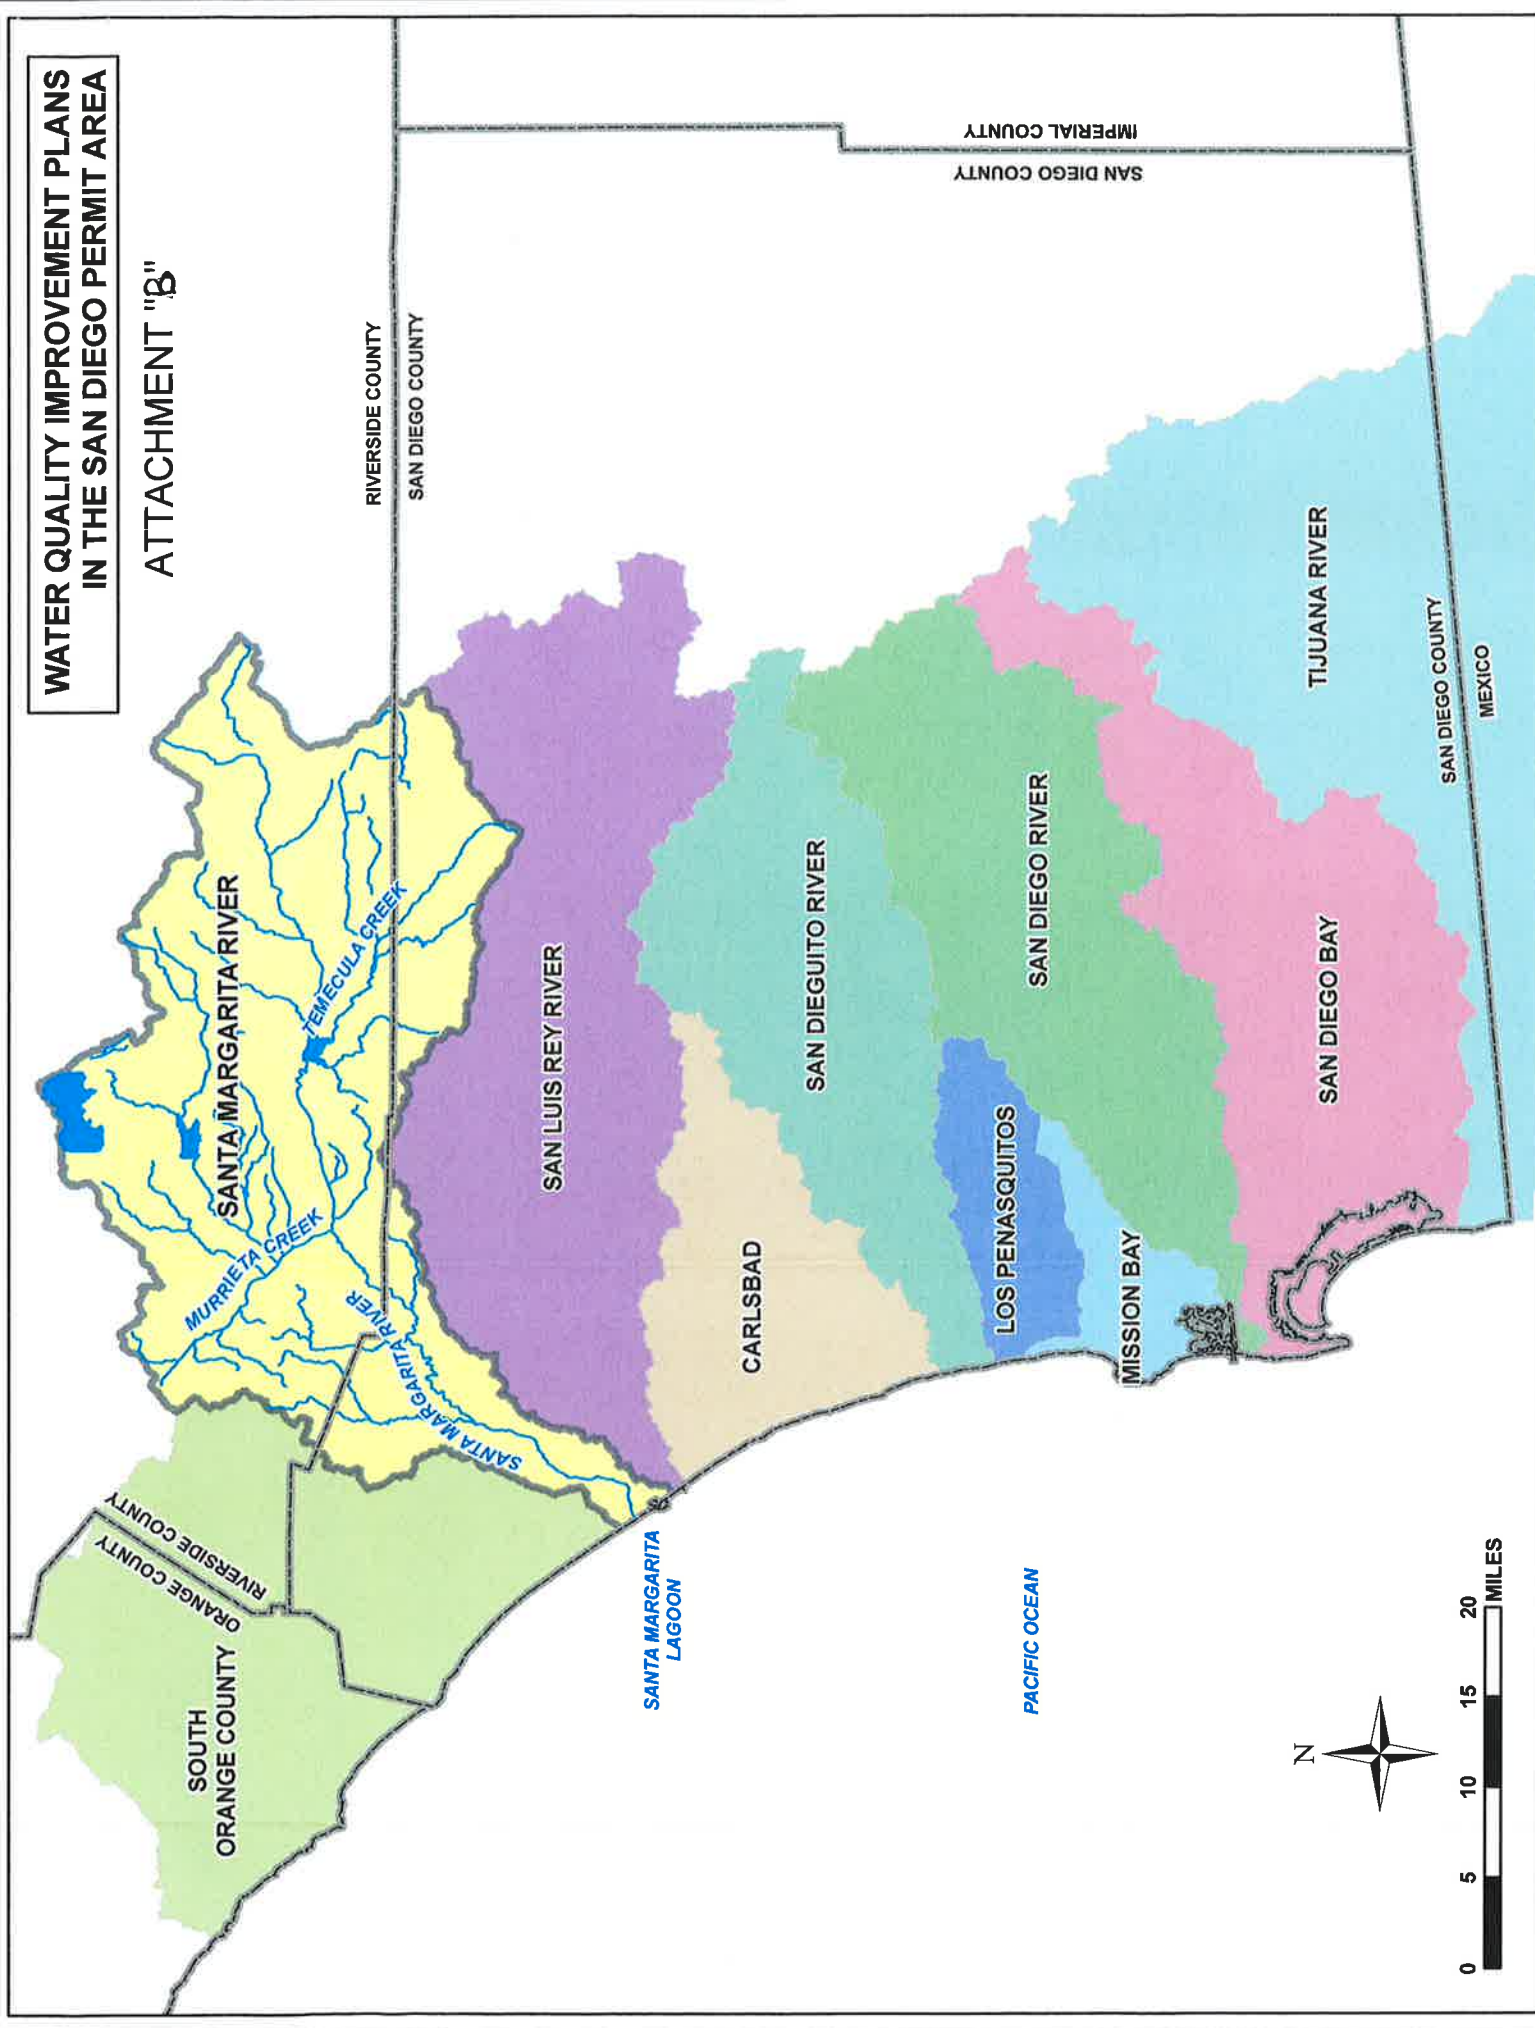 WATER QUALITY IMPROVEMENT PLANS
IN THE SAN DIEGO PERMIT AREA
ATTACHMENT "B"
RIVERSIDE COUNTY
SAN DIEGO COUNTY
IMPERIAL COUNTY
SAN DIEGO COUNTY
SANTA MARGARITA RIVER
TEMECULA CREEK
MURRIETA CREEK
SANTA MARGARITA RIVER
RIVERSIDE COUNTY
ORANGE COUNTY
SOUTH
ORANGE COUNTY
SAN LUIS REY RIVER
CARLSBAD
SAN DIEGUITO RIVER
LOS PENASQUITOS
MISSION BAY
SAN DIEGO RIVER
SAN DIEGO BAY
TIJUANA RIVER
SAN DIEGO COUNTY
MEXICO
SANTA MARGARITA
LAGOON
PACIFIC OCEAN
N
0 5 10 15 20
MILES